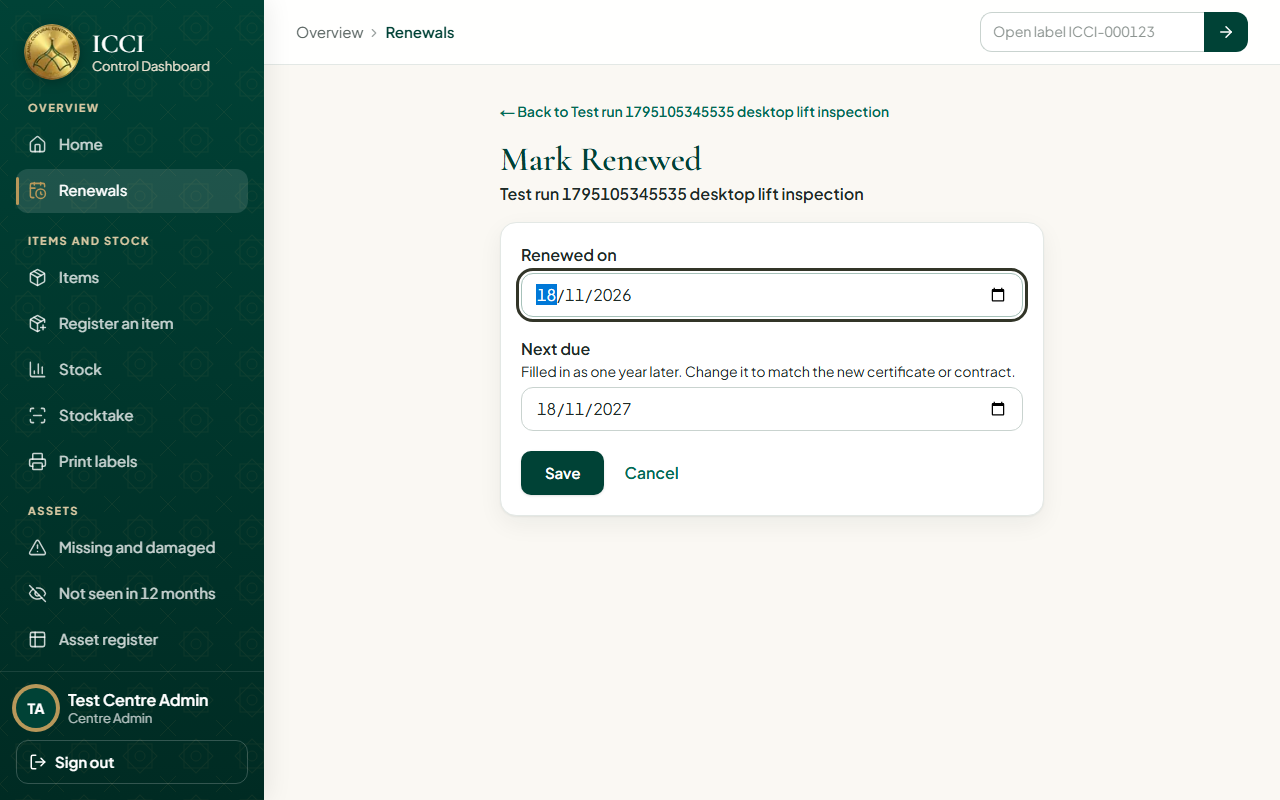 ICCI
Control Dashboard
OVERVIEW
Home
Renewals
ITEMS AND STOCK
Items
Register an item
Stock
Stocktake
Print labels
ASSETS
Missing and damaged
Not seen in 12 months
Asset register
TA
Test Centre Admin
Centre Admin
Sign out
Overview › Renewals
Open label ICCI-000123
← Back to Test run 1795105345535 desktop lift inspection
Mark Renewed
Test run 1795105345535 desktop lift inspection
Renewed on
18/11/2026
Next due
Filled in as one year later. Change it to match the new certificate or contract.
18/11/2027
Save
Cancel